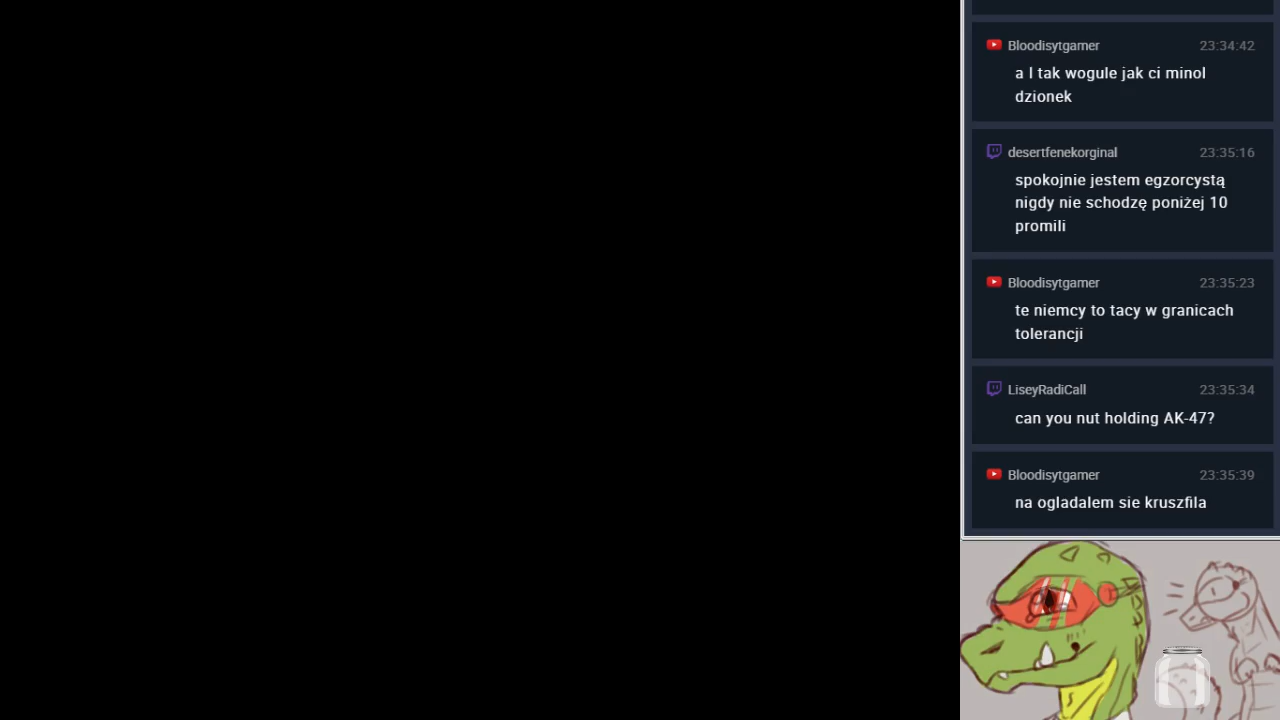 Bloodisytgamer 23:34:42
a I tak wogule jak ci minol
dzionek
desertfenekorginal 23:35:16
spokojnie jestem egzorcystą
nigdy nie schodzę poniżej 10
promili
Bloodisytgamer 23:35:23
te niemcy to tacy w granicach
tolerancji
LiseyRadiCall 23:35:34
can you nut holding AK-47?
Bloodisytgamer 23:35:39
na ogladalem sie kruszfila